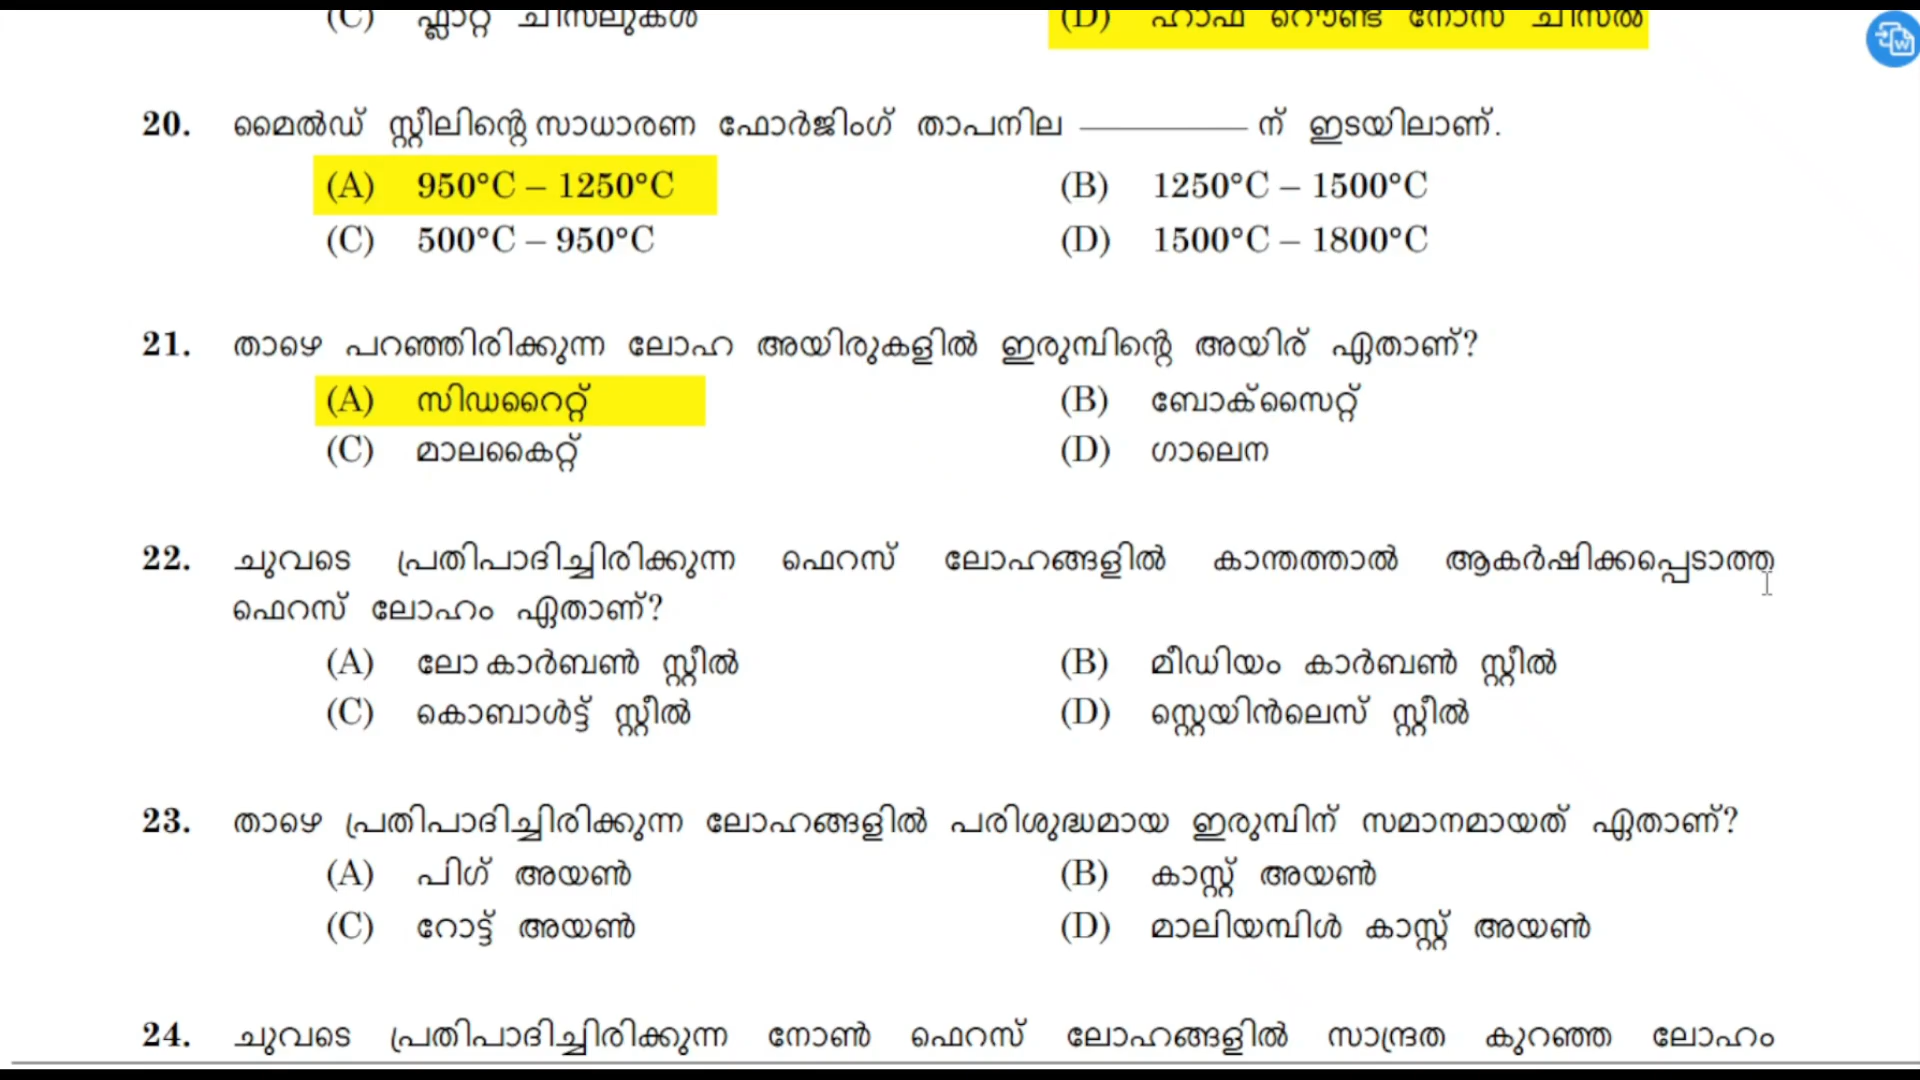 (C) ഫ്ലാറ്റ് ചിസലുകൾ (D) ഹാഫ് റൌണ്ട് നോസ് ചിസൽ
20. മൈൽഡ് സ്റ്റീലിന്റെ സാധാരണ ഫോർജിംഗ് താപനില ———— ന് ഇടയിലാണ്.
(A) 950°C – 1250°C (B) 1250°C – 1500°C
(C) 500°C – 950°C (D) 1500°C – 1800°C
21. താഴെ പറഞ്ഞിരിക്കുന്ന ലോഹ അയിരുകളിൽ ഇരുമ്പിന്റെ അയിര് ഏതാണ്?
(A) സിഡറൈറ്റ് (B) ബോക്സൈറ്റ്
(C) മാലകൈറ്റ് (D) ഗാലെന
22. ചുവടെ പ്രതിപാദിച്ചിരിക്കുന്ന ഫെറസ് ലോഹങ്ങളിൽ കാന്തത്താൽ ആകർഷിക്കപ്പെടാത്ത
ഫെറസ് ലോഹം ഏതാണ്?
(A) ലോ കാർബൺ സ്റ്റീൽ (B) മീഡിയം കാർബൺ സ്റ്റീൽ
(C) കൊബാൾട്ട് സ്റ്റീൽ (D) സ്റ്റെയിൻലെസ് സ്റ്റീൽ
23. താഴെ പ്രതിപാദിച്ചിരിക്കുന്ന ലോഹങ്ങളിൽ പരിശുദ്ധമായ ഇരുമ്പിന് സമാനമായത് ഏതാണ്?
(A) പിഗ് അയൺ (B) കാസ്റ്റ് അയൺ
(C) റോട്ട് അയൺ (D) മാലിയമ്പിൾ കാസ്റ്റ് അയൺ
24. ചുവടെ പ്രതിപാദിച്ചിരിക്കുന്ന നോൺ ഫെറസ് ലോഹങ്ങളിൽ സാന്ദ്രത കുറഞ്ഞ ലോഹം